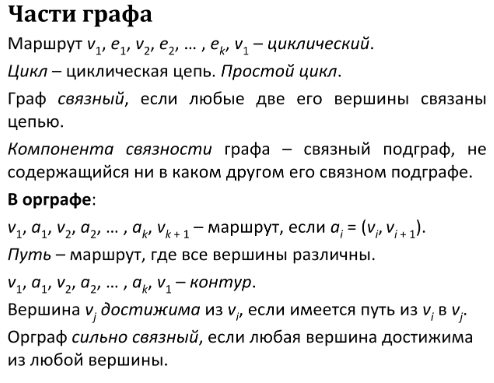 Части графа
Маршрут v₁, e₁, v₂, e₂, … , eₖ, v₁ – циклический.
Цикл – циклическая цепь. Простой цикл.
Граф связный, если любые две его вершины связаны
цепью.
Компонента связности графа – связный подграф, не
содержащийся ни в каком другом его связном подграфе.
В орграфе:
v₁, a₁, v₂, a₂, … , aₖ, vₖ ₊ ₁ – маршрут, если aᵢ = (vᵢ, vᵢ ₊ ₁).
Путь – маршрут, где все вершины различны.
v₁, a₁, v₂, a₂, … , aₖ, v₁ – контур.
Вершина vⱼ достижима из vᵢ, если имеется путь из vᵢ в vⱼ.
Орграф сильно связный, если любая вершина достижима
из любой вершины.